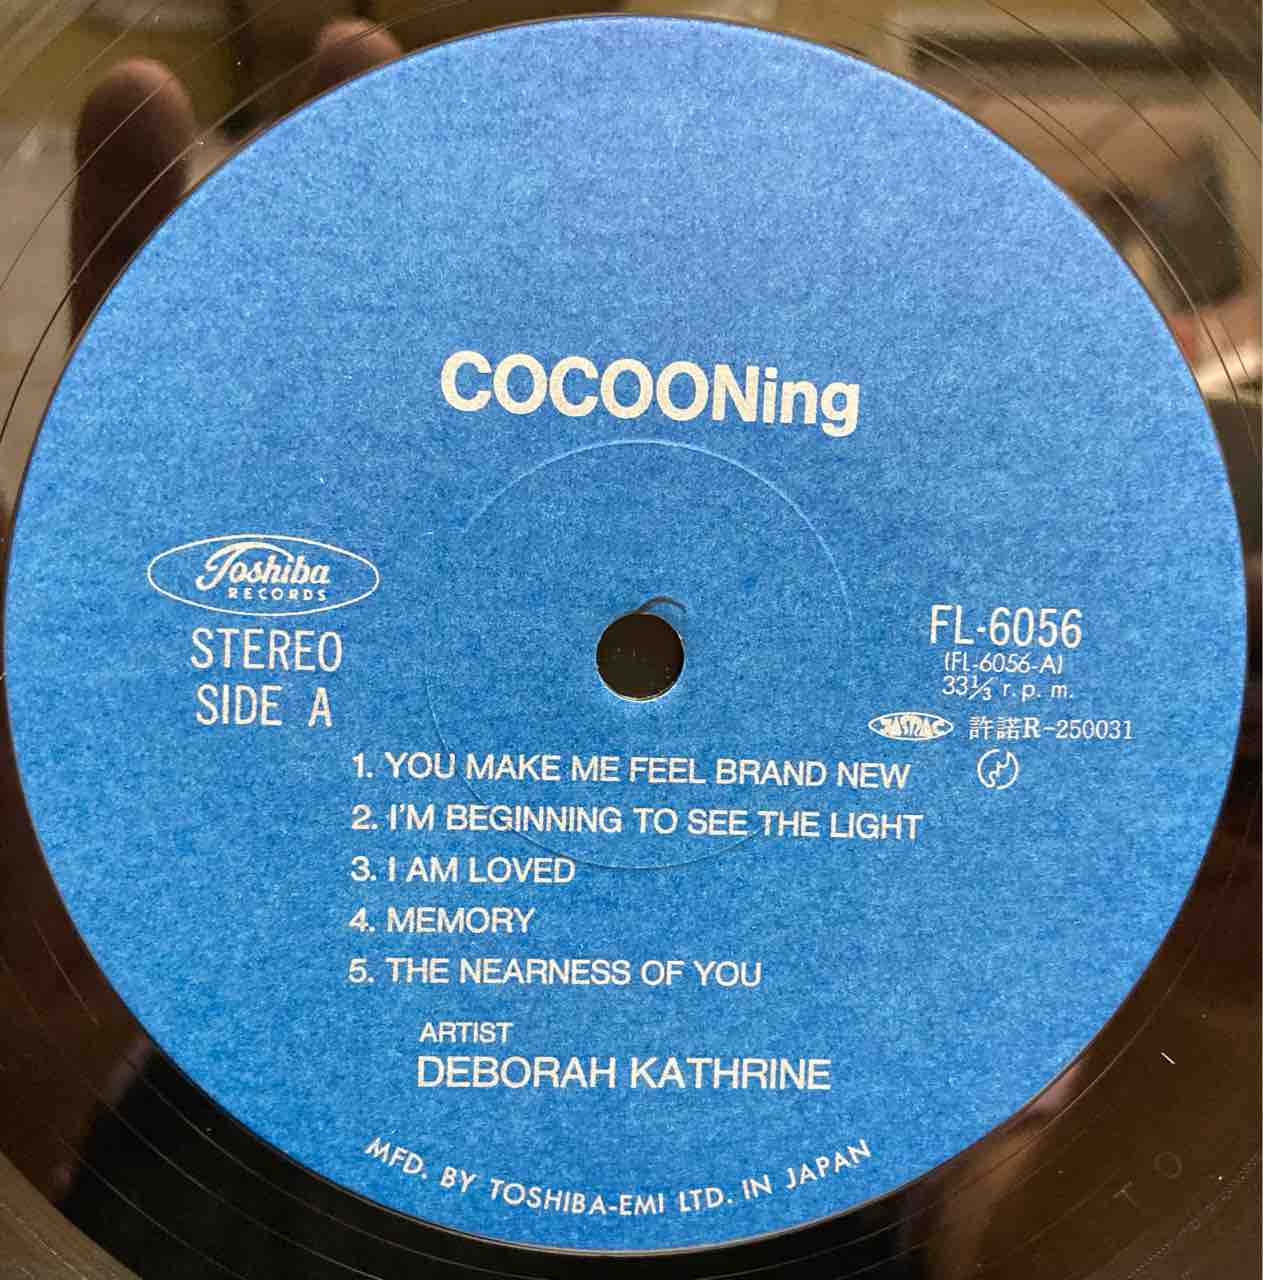 COCOONing
Toshiba
RECORDS
STEREO
SIDE A
FL-6056
(FL-6056-A)
33⅓ r.p.m.
JASRAC 許諾R-250031
1. YOU MAKE ME FEEL BRAND NEW
2. I'M BEGINNING TO SEE THE LIGHT
3. I AM LOVED
4. MEMORY
5. THE NEARNESS OF YOU
ARTIST
DEBORAH KATHRINE
MFD. BY TOSHIBA-EMI LTD. IN JAPAN